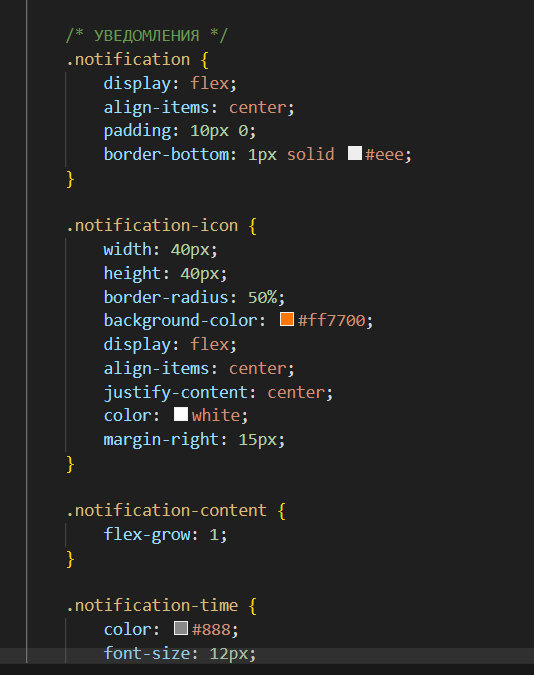 /* УВЕДОМЛЕНИЯ */
.notification {
display: flex;
align-items: center;
padding: 10px 0;
border-bottom: 1px solid #eee;
}
.notification-icon {
width: 40px;
height: 40px;
border-radius: 50%;
background-color: #ff7700;
display: flex;
align-items: center;
justify-content: center;
color: white;
margin-right: 15px;
}
.notification-content {
flex-grow: 1;
}
.notification-time {
color: #888;
font-size: 12px;